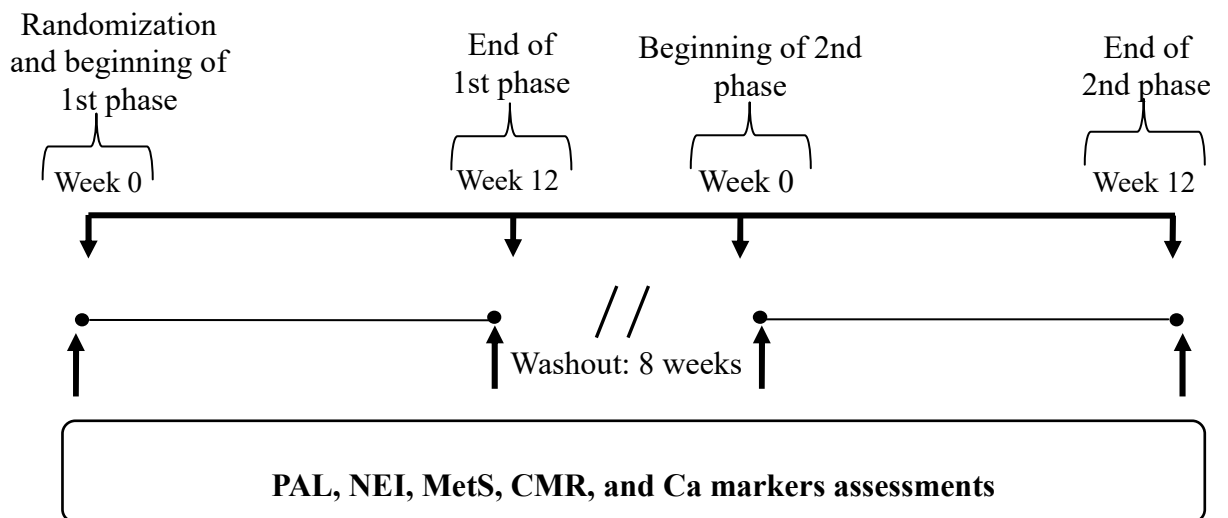 Randomization
and beginning of
1st phase
End of
1st phase
Beginning of 2nd
phase
End of
2nd phase
Week 0
Week 12
Week 0
Week 12
Washout: 8 weeks
PAL, NEI, MetS, CMR, and Ca markers assessments